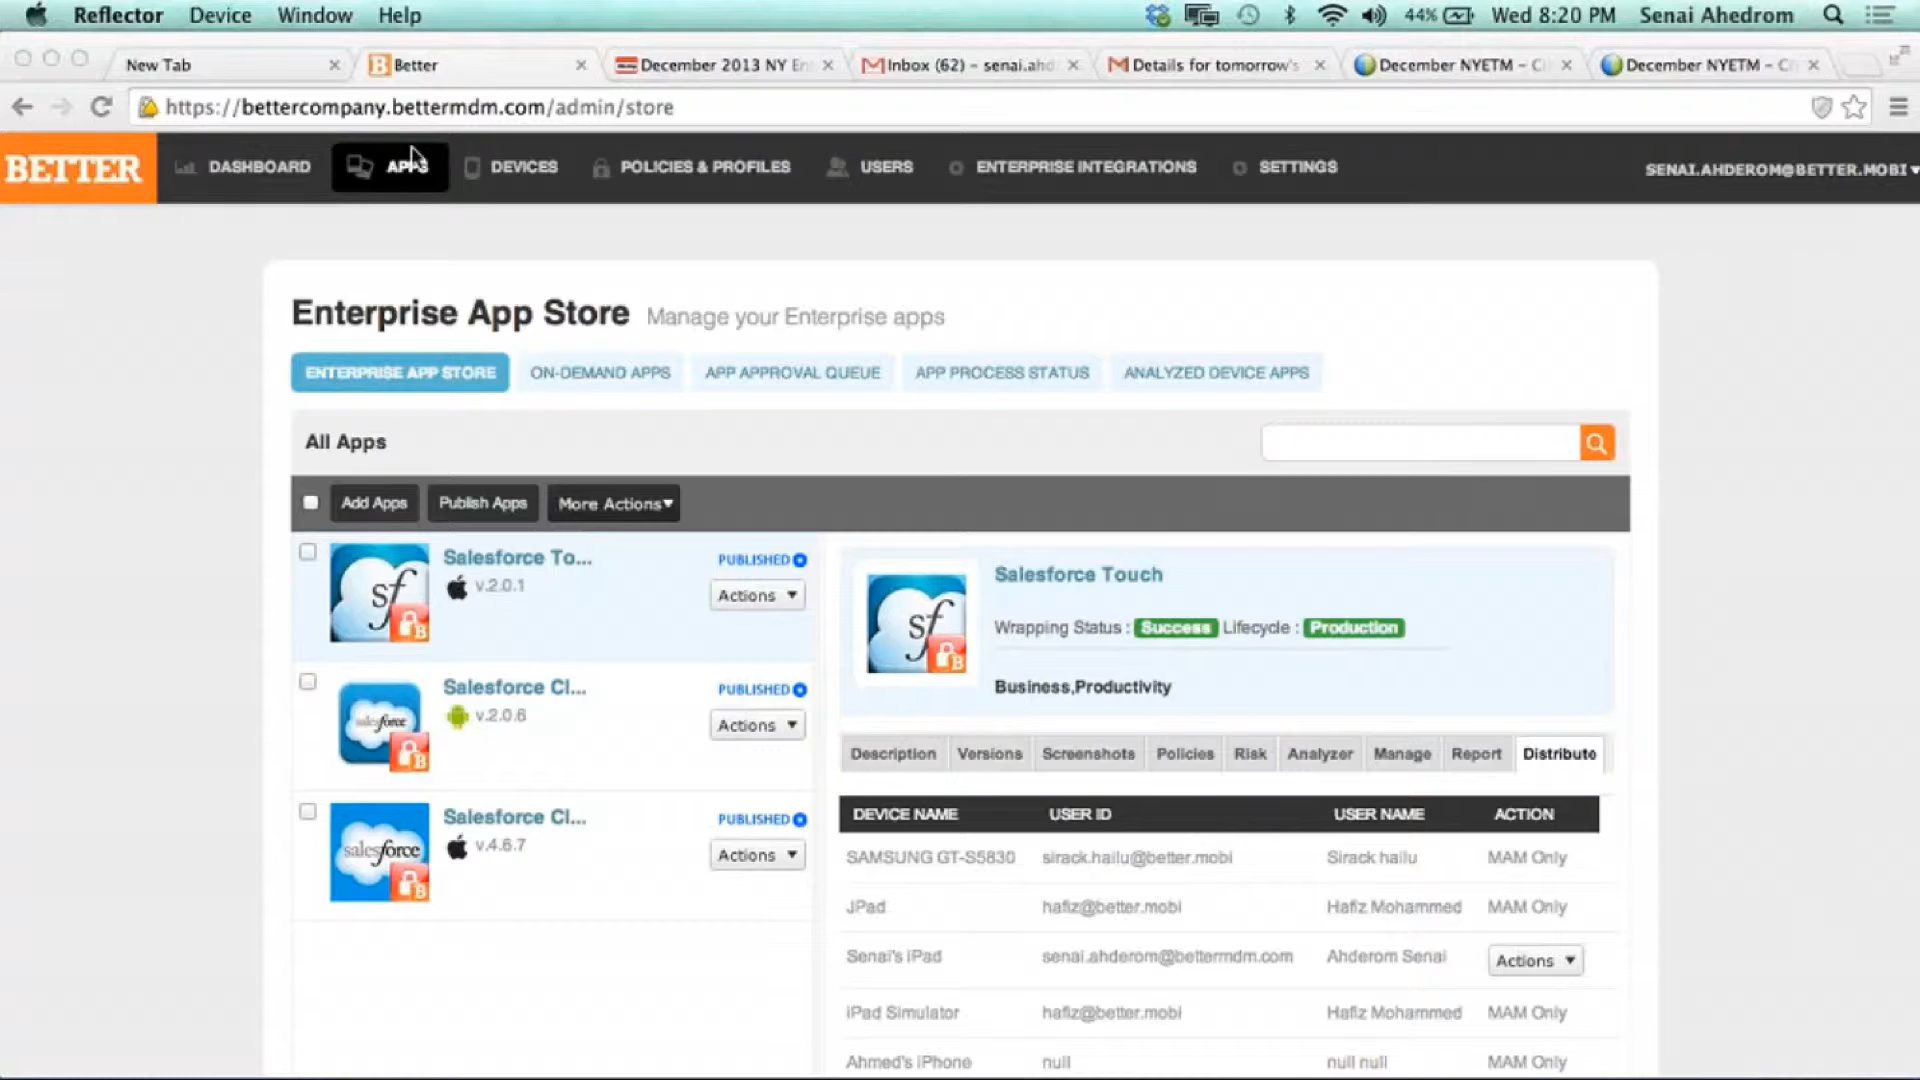 Reflector Device Window Help 44% Wed 8:20 PM Senai Ahedrom
New Tab Better December 2013 NY En Inbox (62) – senai.ahd Details for tomorrow's December NYETM – Ci December NYETM –
https://bettercompany.bettermdm.com/admin/store
BETTER DASHBOARD APPS DEVICES POLICIES & PROFILES USERS ENTERPRISE INTEGRATIONS SETTINGS SENAI.AHDEROM@BETTER.MOBI
Enterprise App Store Manage your Enterprise apps
ENTERPRISE APP STORE ON-DEMAND APPS APP APPROVAL QUEUE APP PROCESS STATUS ANALYZED DEVICE APPS
All Apps
Add Apps Publish Apps More Actions
Salesforce To... PUBLISHED
v.2.0.1 Actions
sf B
Salesforce Cl... PUBLISHED
v.2.0.6 Actions
salesforce B
Salesforce Cl... PUBLISHED
v.4.6.7 Actions
salesforce B
Salesforce Touch
sf B
Wrapping Status : Success Lifecycle : Production
Business,Productivity
Description Versions Screenshots Policies Risk Analyzer Manage Report Distribute
DEVICE NAME USER ID USER NAME ACTION
SAMSUNG GT-S5830 sirack.hailu@better.mobi Sirack hailu MAM Only
JPad hafiz@better.mobi Hafiz Mohammed MAM Only
Senai's iPad senai.ahderom@bettermdm.com Ahderom Senai Actions
iPad Simulator hafiz@better.mobi Hafiz Mohammed MAM Only
Ahmed's iPhone null null null MAM Only